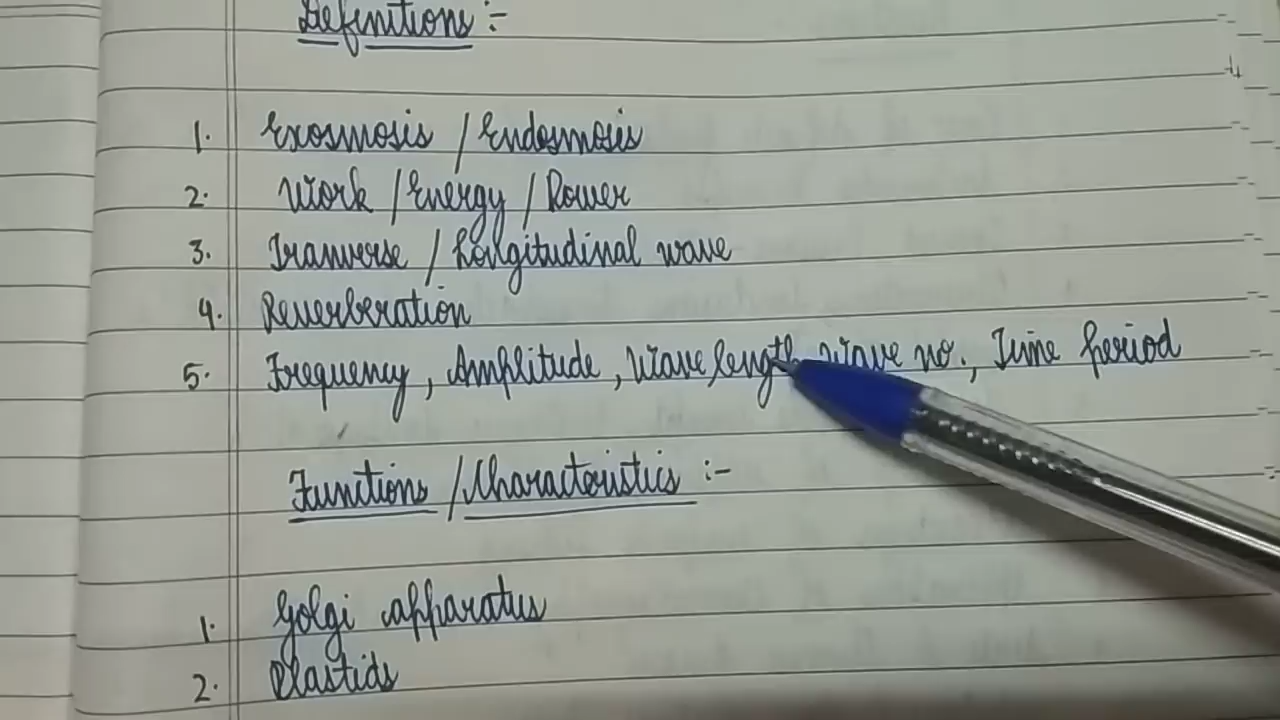 Definitions :-
1. Exosmosis / Endosmosis
2. Work / Energy / Power
3. Tranverse / Longitudinal wave
4. Reverberation
5. Frequency, Amplitude, Wave length, Wave no., Time period
Functions / Characteristics :-
1. Golgi apparatus
2. Plastids